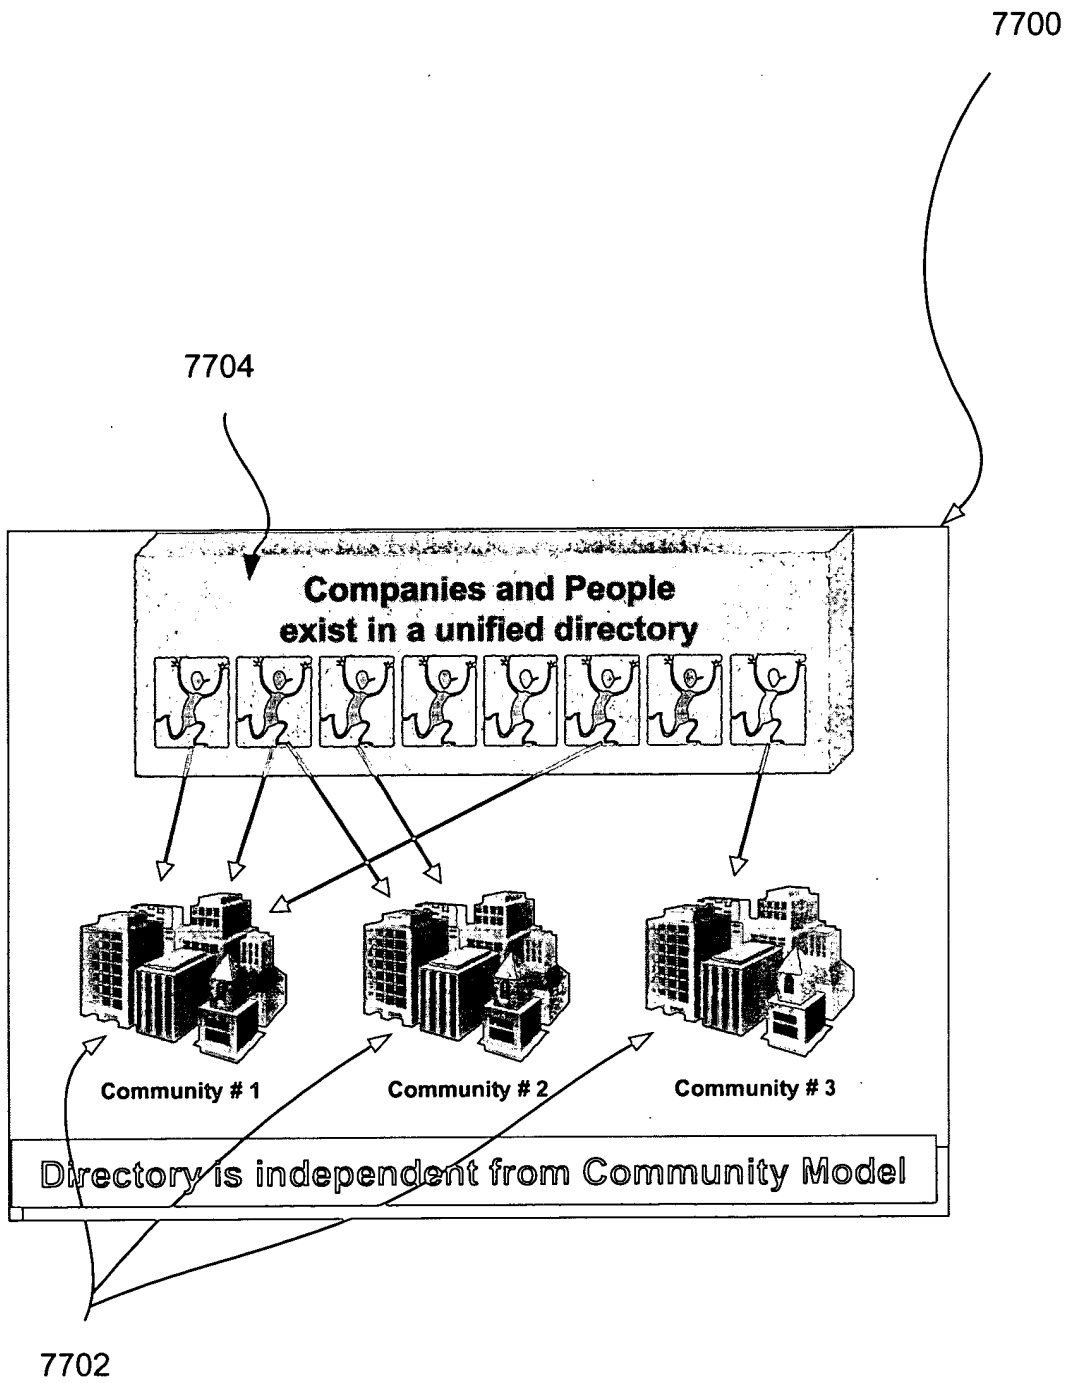 7700
7704
Companies and People
exist in a unified directory
Community # 1
Community # 2
Community # 3
Directory is independent from Community Model
7702